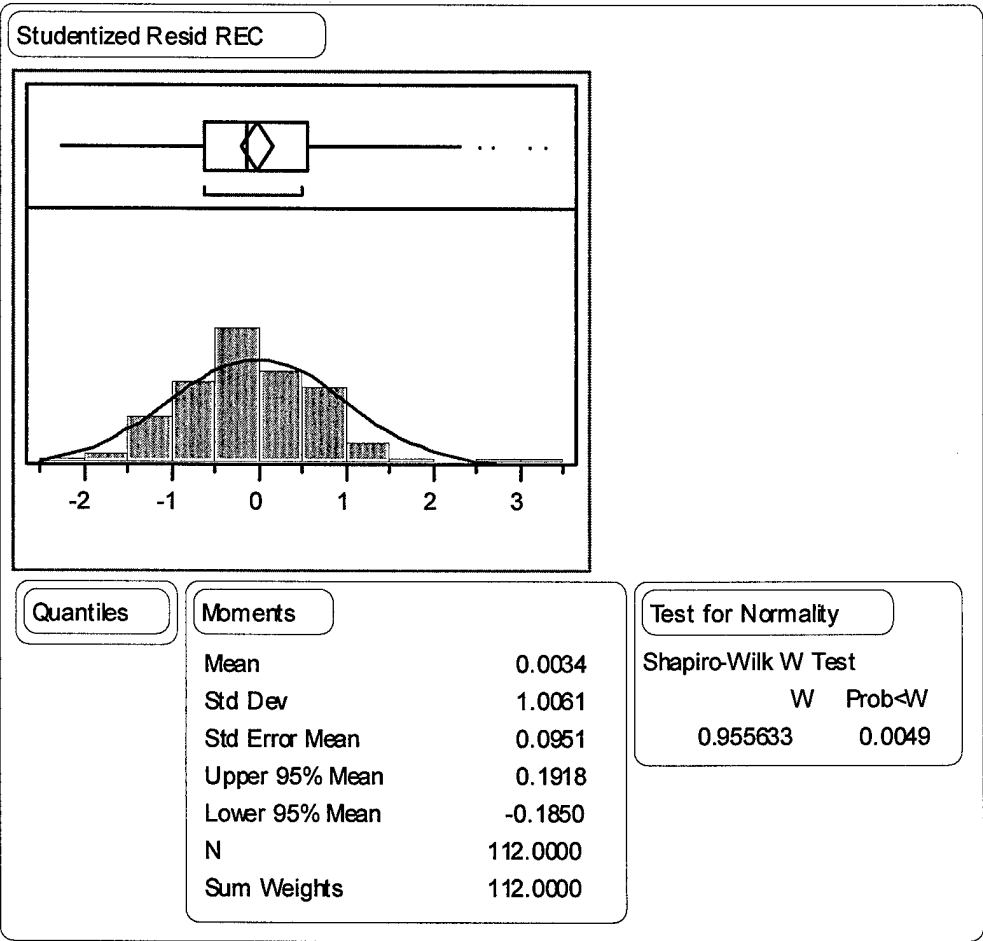 Studentized Resid REC
-2 -1 0 1 2 3
Quantiles
Moments
Mean 0.0034
Std Dev 1.0061
Std Error Mean 0.0951
Upper 95% Mean 0.1918
Lower 95% Mean -0.1850
N 112.0000
Sum Weights 112.0000
Test for Normality
Shapiro-Wilk W Test
W Prob<W
0.955633 0.0049